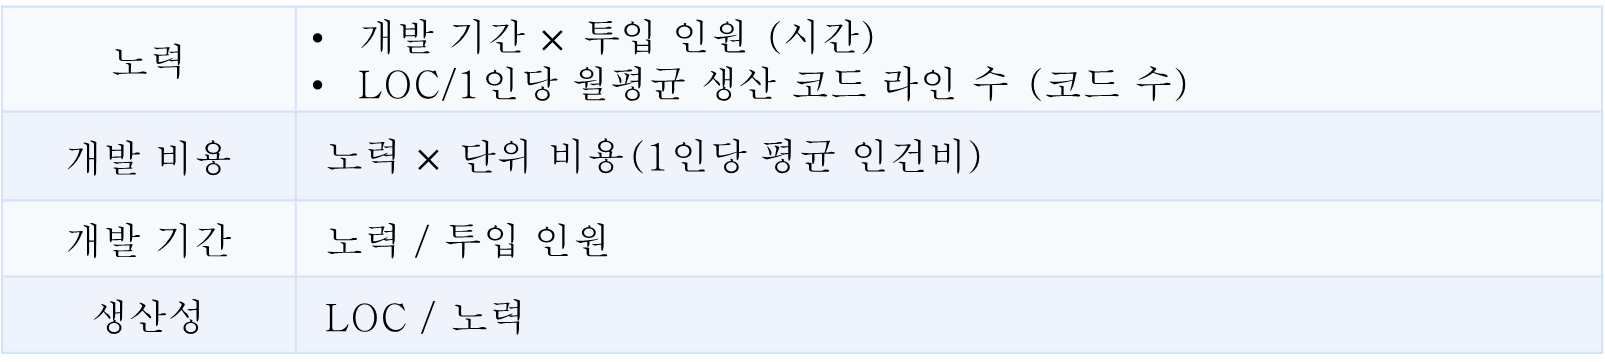 노력
• 개발 기간 × 투입 인원 (시간)
• LOC/1인당 월평균 생산 코드 라인 수 (코드 수)
개발 비용
노력 × 단위 비용(1인당 평균 인건비)
개발 기간
노력 / 투입 인원
생산성
LOC / 노력